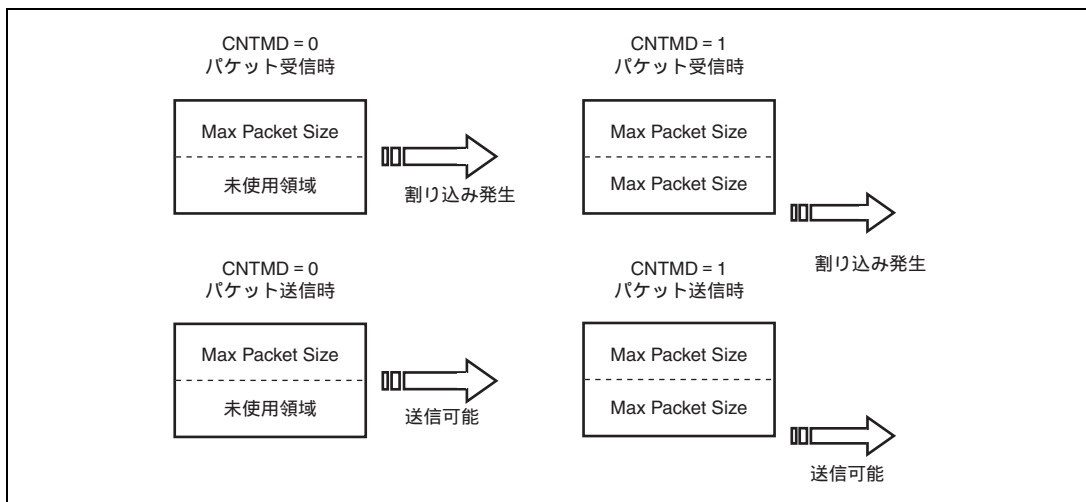 CNTMD = 0
パケット受信時
Max Packet Size
未使用領域
割り込み発生
CNTMD = 1
パケット受信時
Max Packet Size
Max Packet Size
割り込み発生
CNTMD = 0
パケット送信時
Max Packet Size
未使用領域
送信可能
CNTMD = 1
パケット送信時
Max Packet Size
Max Packet Size
送信可能